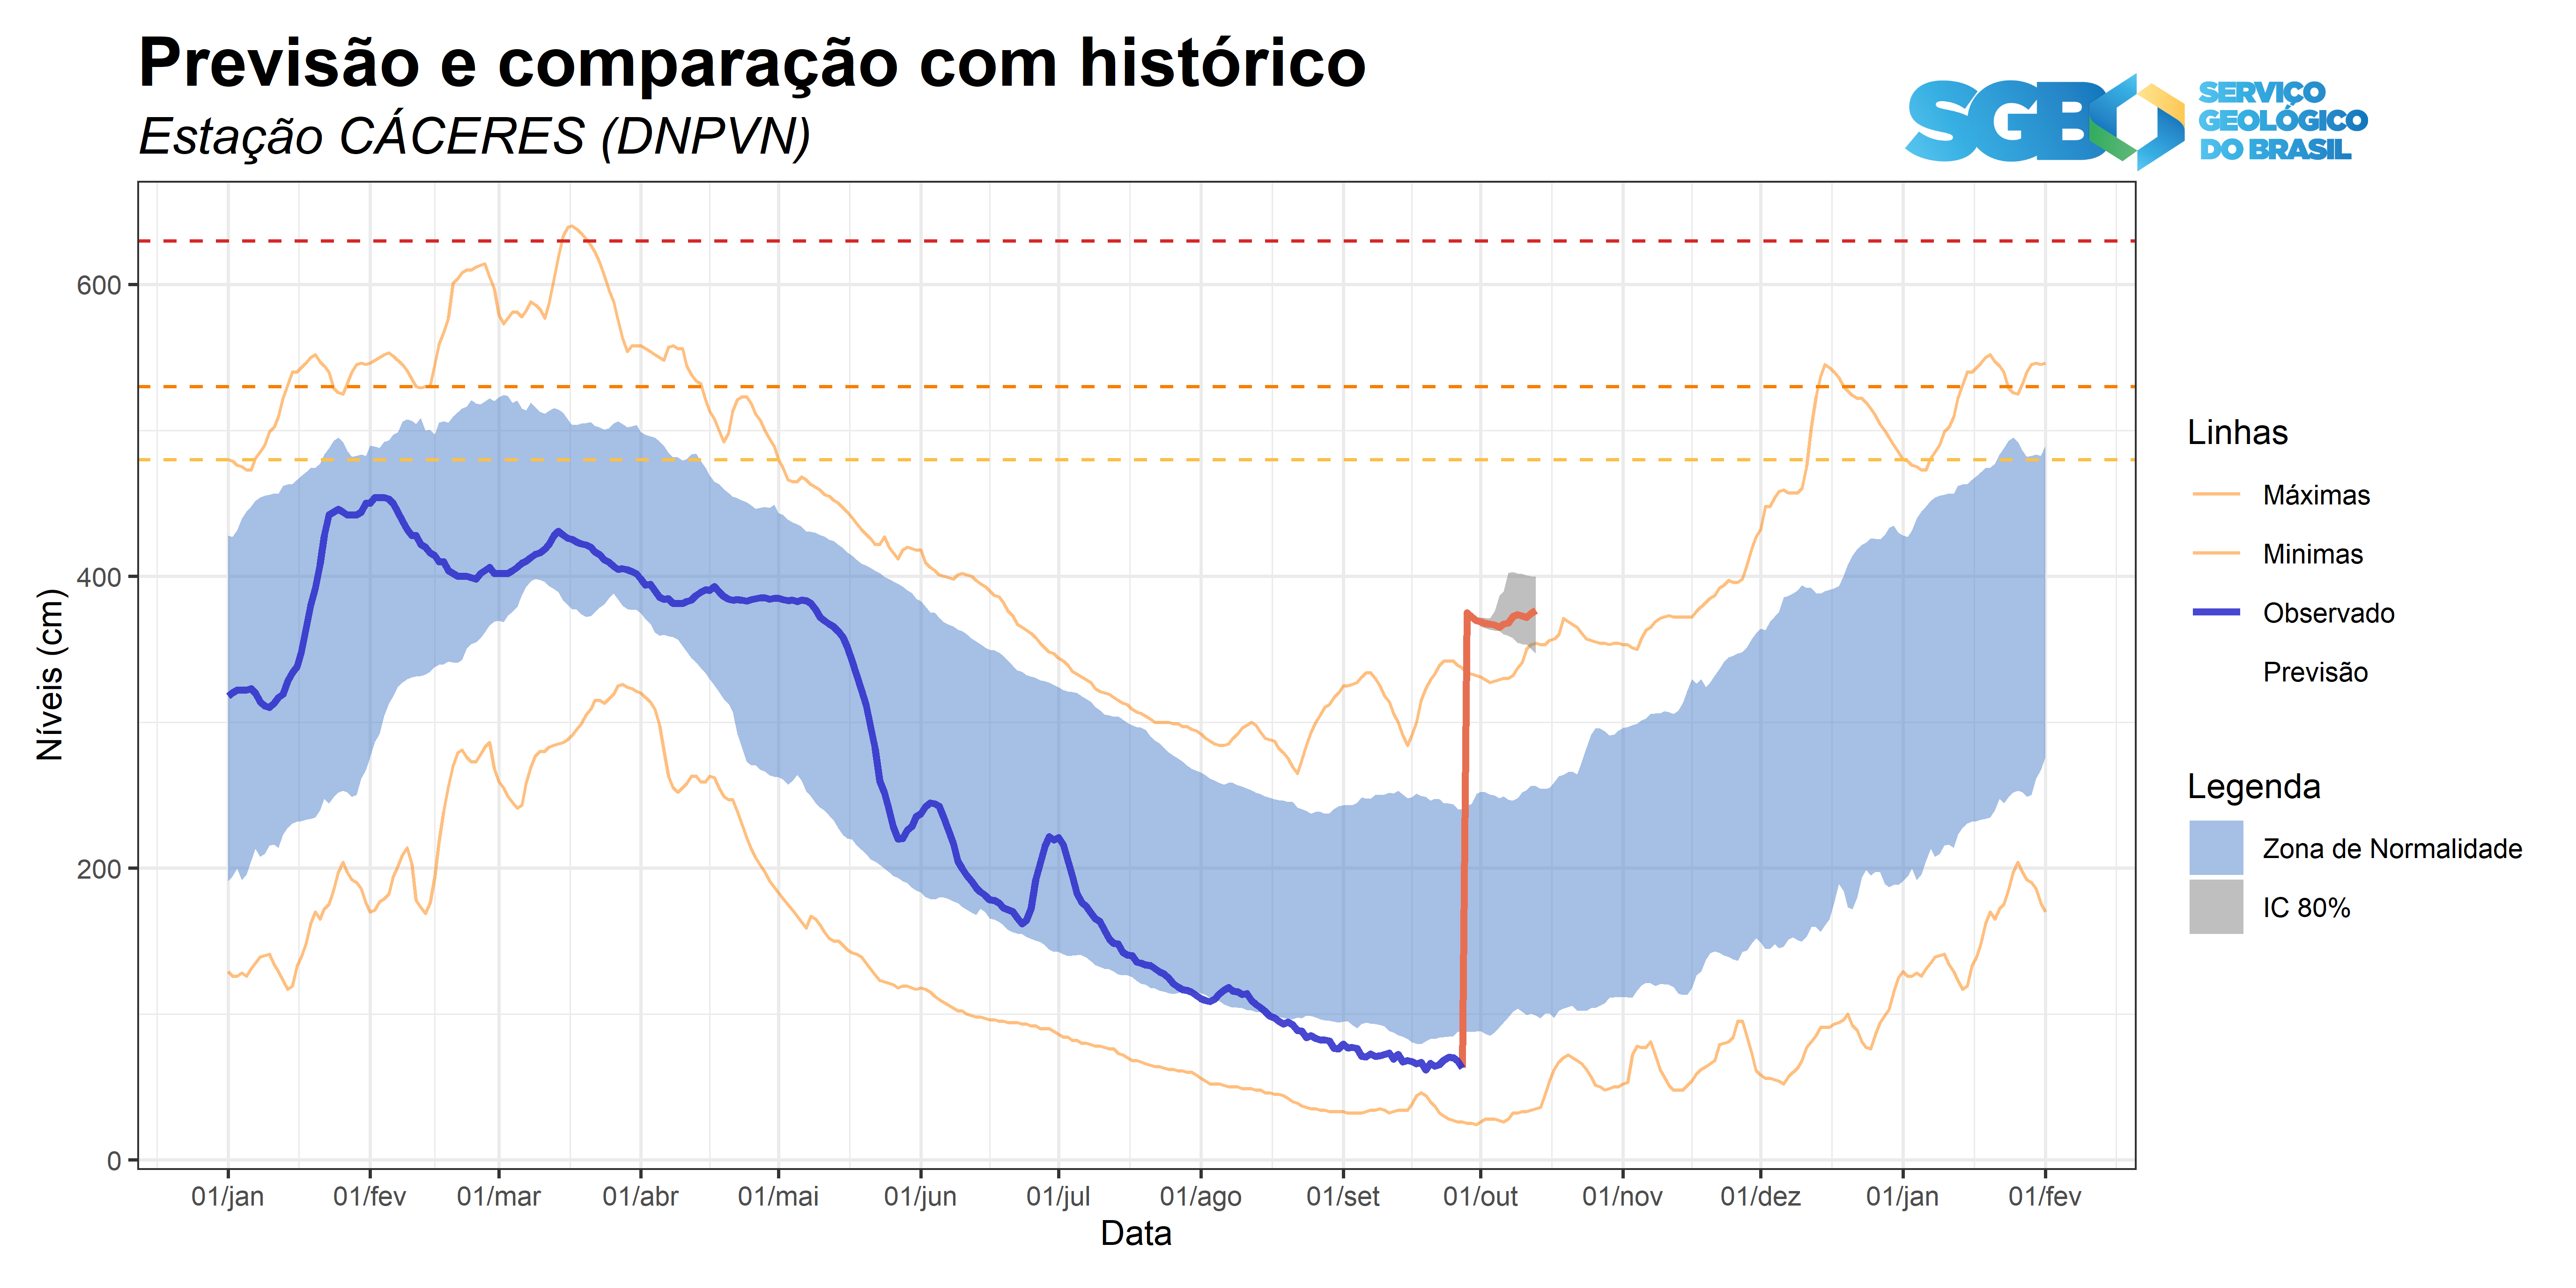 Previsão e comparação com histórico
Estação CÁCERES (DNPVN)
SGB
SERVIÇO
GEOLÓGICO
DO BRASIL
Níveis (cm)
600
400
200
0
01/jan
01/fev
01/mar
01/abr
01/mai
01/jun
01/jul
01/ago
01/set
01/out
01/nov
01/dez
01/jan
01/fev
Data
Linhas
Máximas
Minimas
Observado
Previsão
Legenda
Zona de Normalidade
IC 80%